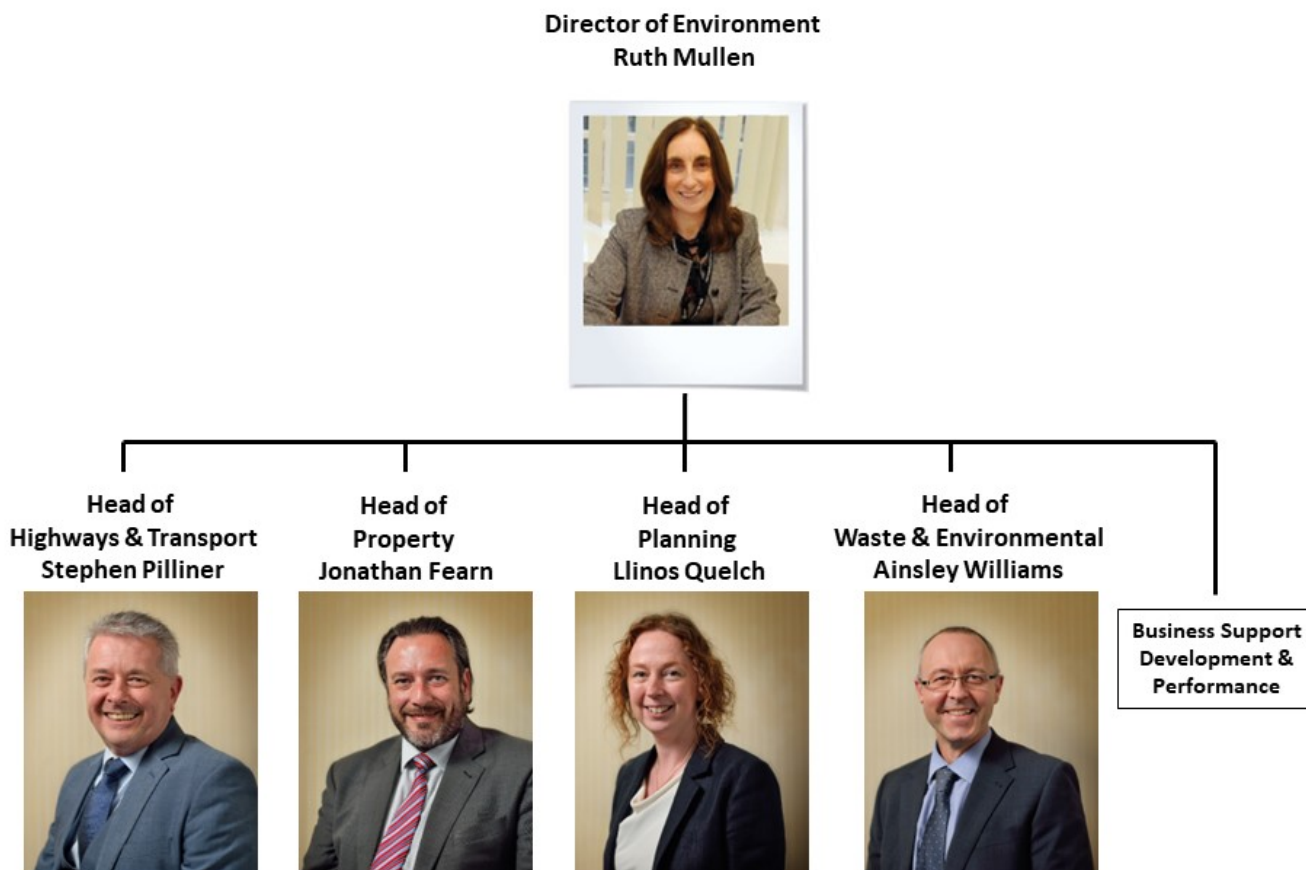 Director of Environment
Ruth Mullen
Head of
Highways & Transport
Stephen Pilliner
Head of
Property
Jonathan Fearn
Head of
Planning
Llinos Quelch
Head of
Waste & Environmental
Ainsley Williams
Business Support
Development &
Performance